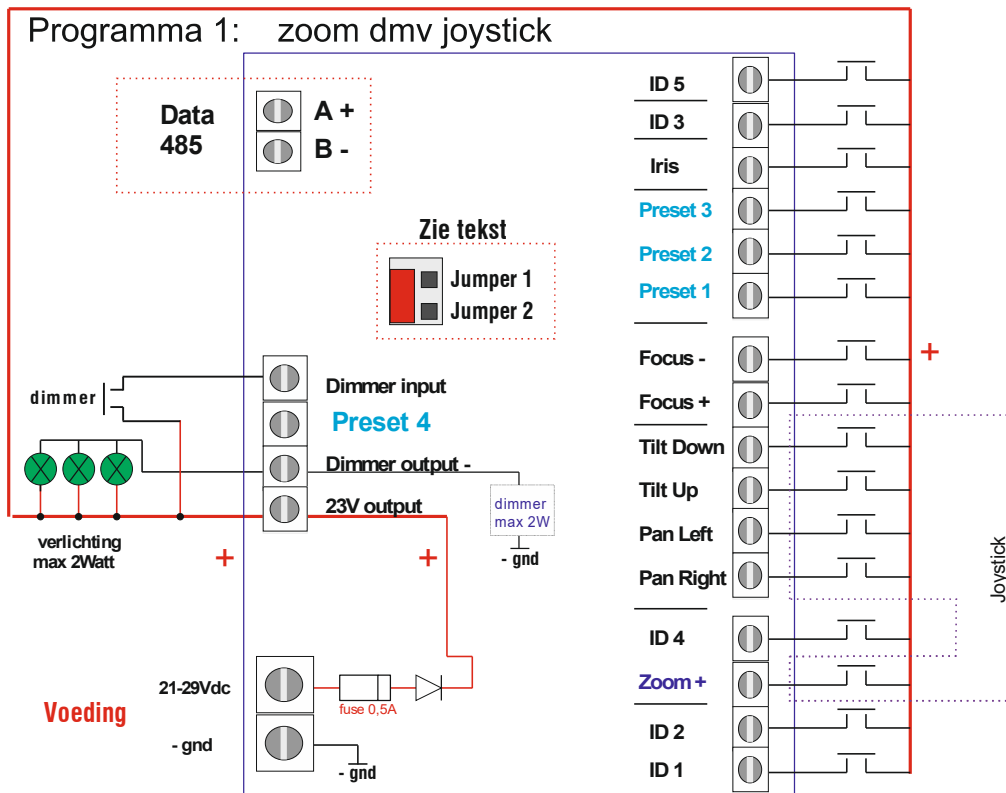 Programma 1: zoom dmv joystick
Data
485
A +
B -
Zie tekst
Jumper 1
Jumper 2
dimmer
Dimmer input
Preset 4
Dimmer output -
23V output
dimmer
max 2W
- gnd
verlichting
max 2Watt
+
+
21-29Vdc
fuse 0,5A
Voeding
- gnd
- gnd
ID 5
ID 3
Iris
Preset 3
Preset 2
Preset 1
Focus -
+
Focus +
Tilt Down
Tilt Up
Pan Left
Pan Right
Joystick
ID 4
Zoom +
ID 2
ID 1